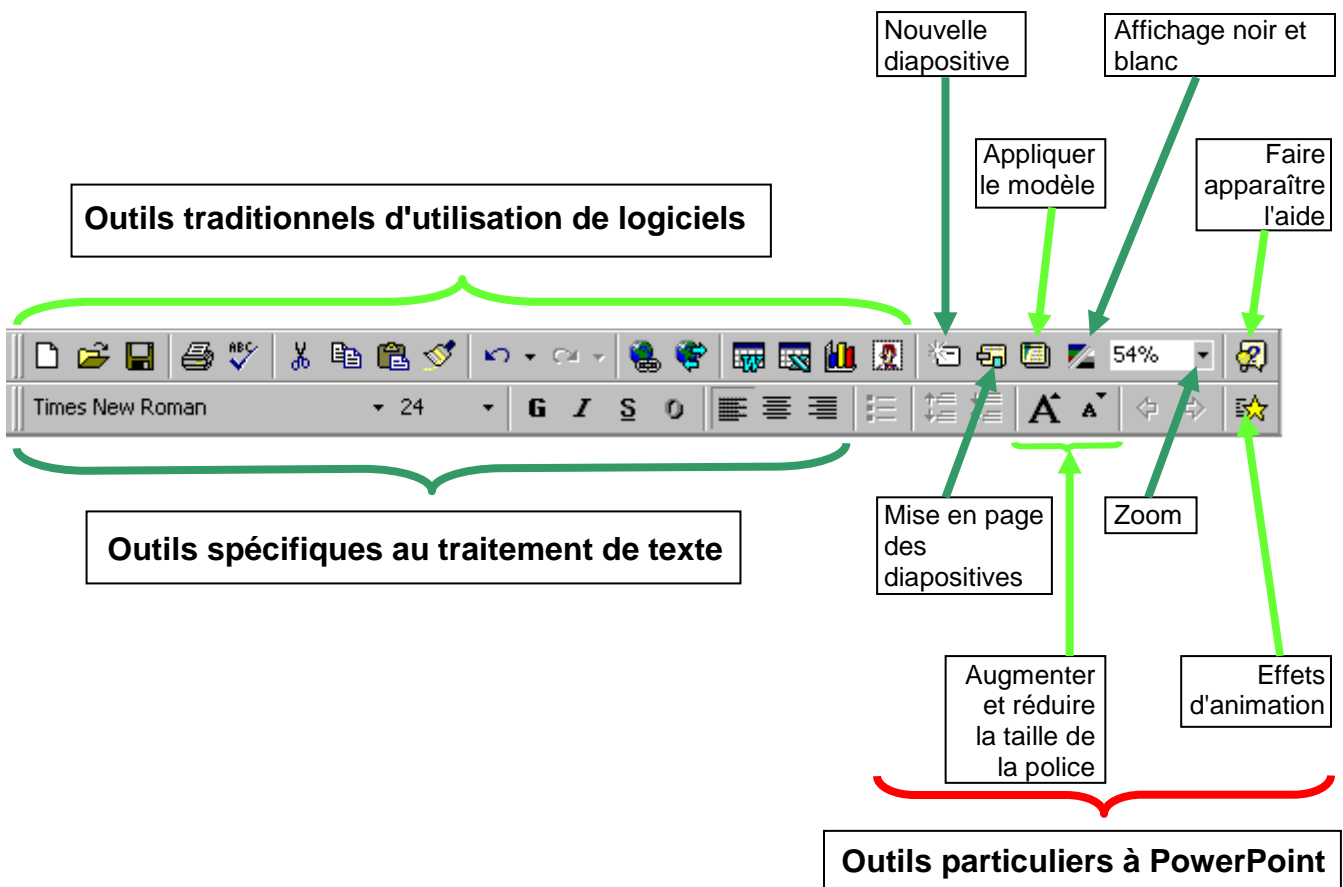 Nouvelle
diapositive
Affichage noir et
blanc
Appliquer
le modèle
Faire
apparaître
l'aide
Outils traditionnels d'utilisation de logiciels
ABC
54%
Times New Roman
24
G I S O
A A
Outils spécifiques au traitement de texte
Mise en page
des
diapositives
Zoom
Augmenter
et réduire
la taille de
la police
Effets
d'animation
Outils particuliers à PowerPoint